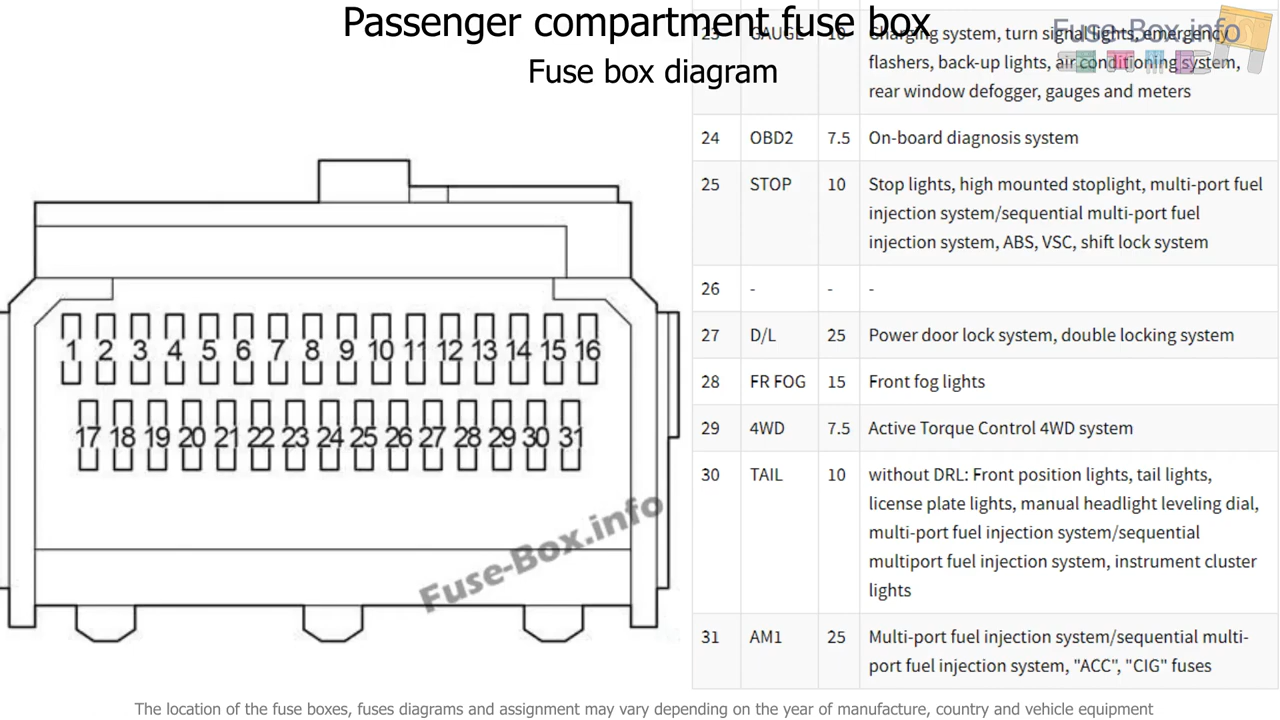 Passenger compartment fuse box
Fuse box diagram
Fuse-Box.info
23 GAUGE 10 Charging system, turn signal lights, emergency
flashers, back-up lights, air conditioning system,
rear window defogger, gauges and meters
24 OBD2 7.5 On-board diagnosis system
25 STOP 10 Stop lights, high mounted stoplight, multi-port fuel
injection system/sequential multi-port fuel
injection system, ABS, VSC, shift lock system
26 - - -
27 D/L 25 Power door lock system, double locking system
28 FR FOG 15 Front fog lights
29 4WD 7.5 Active Torque Control 4WD system
30 TAIL 10 without DRL: Front position lights, tail lights,
license plate lights, manual headlight leveling dial,
multi-port fuel injection system/sequential
multiport fuel injection system, instrument cluster
lights
31 AM1 25 Multi-port fuel injection system/sequential multi-
port fuel injection system, "ACC", "CIG" fuses
1 2 3 4 5 6 7 8 9 10 11 12 13 14 15 16
17 18 19 20 21 22 23 24 25 26 27 28 29 30 31
Fuse-Box.info
The location of the fuse boxes, fuses diagrams and assignment may vary depending on the year of manufacture, country and vehicle equipment